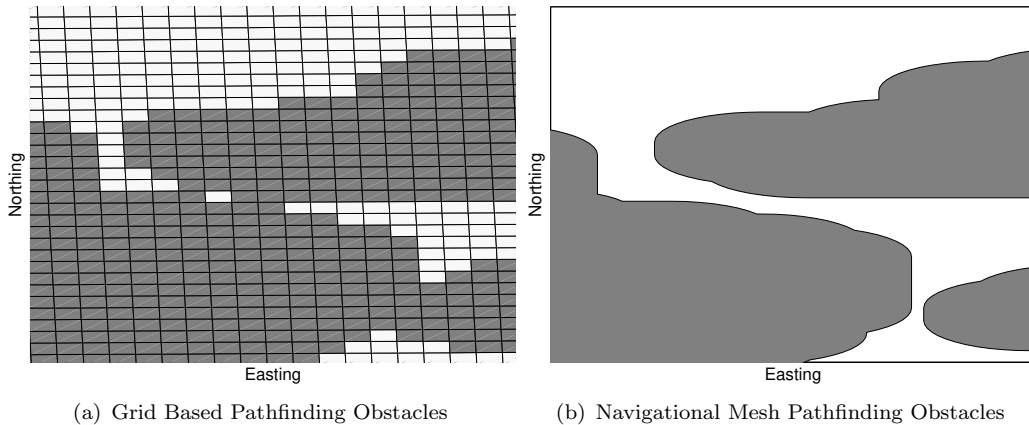 Northing
Easting
(a) Grid Based Pathfinding Obstacles
Northing
Easting
(b) Navigational Mesh Pathfinding Obstacles